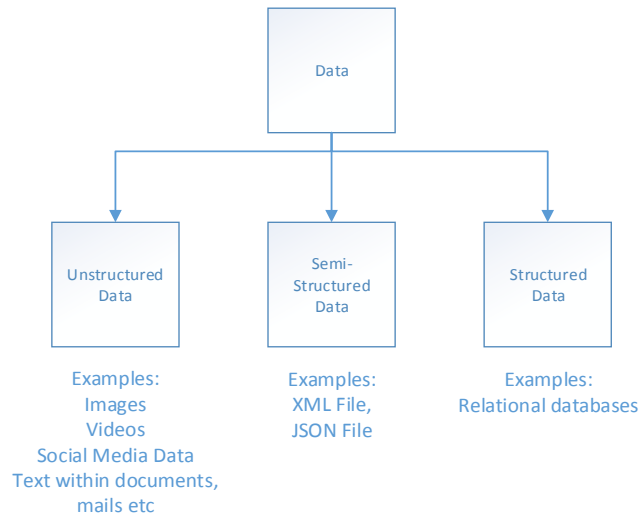 Data
Unstructured
Data
Semi-
Structured
Data
Structured
Data
Examples:
Images
Videos
Social Media Data
Text within documents,
mails etc
Examples:
XML File,
JSON File
Examples:
Relational databases